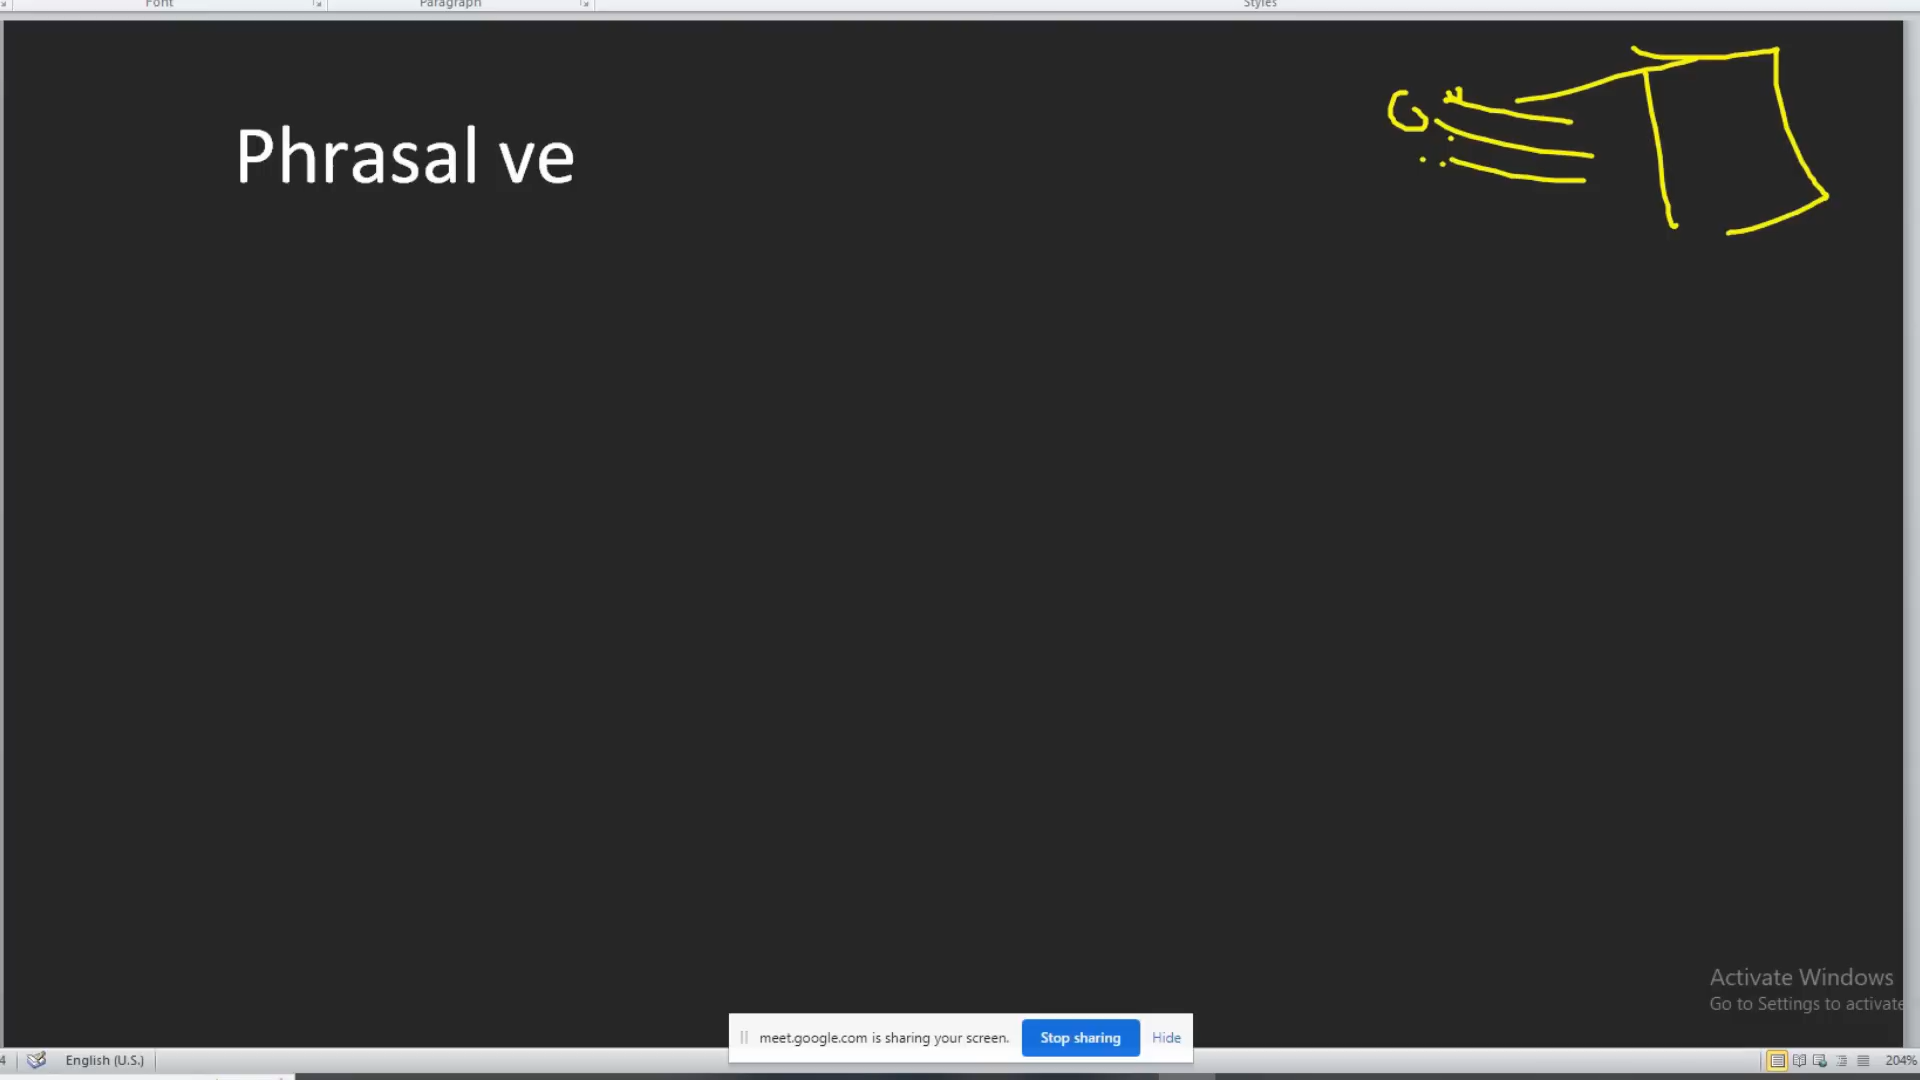 Font
Paragraph
Styles
Phrasal ve
Activate Windows
Go to Settings to activate
meet.google.com is sharing your screen.
Stop sharing
Hide
4
English (U.S.)
204%